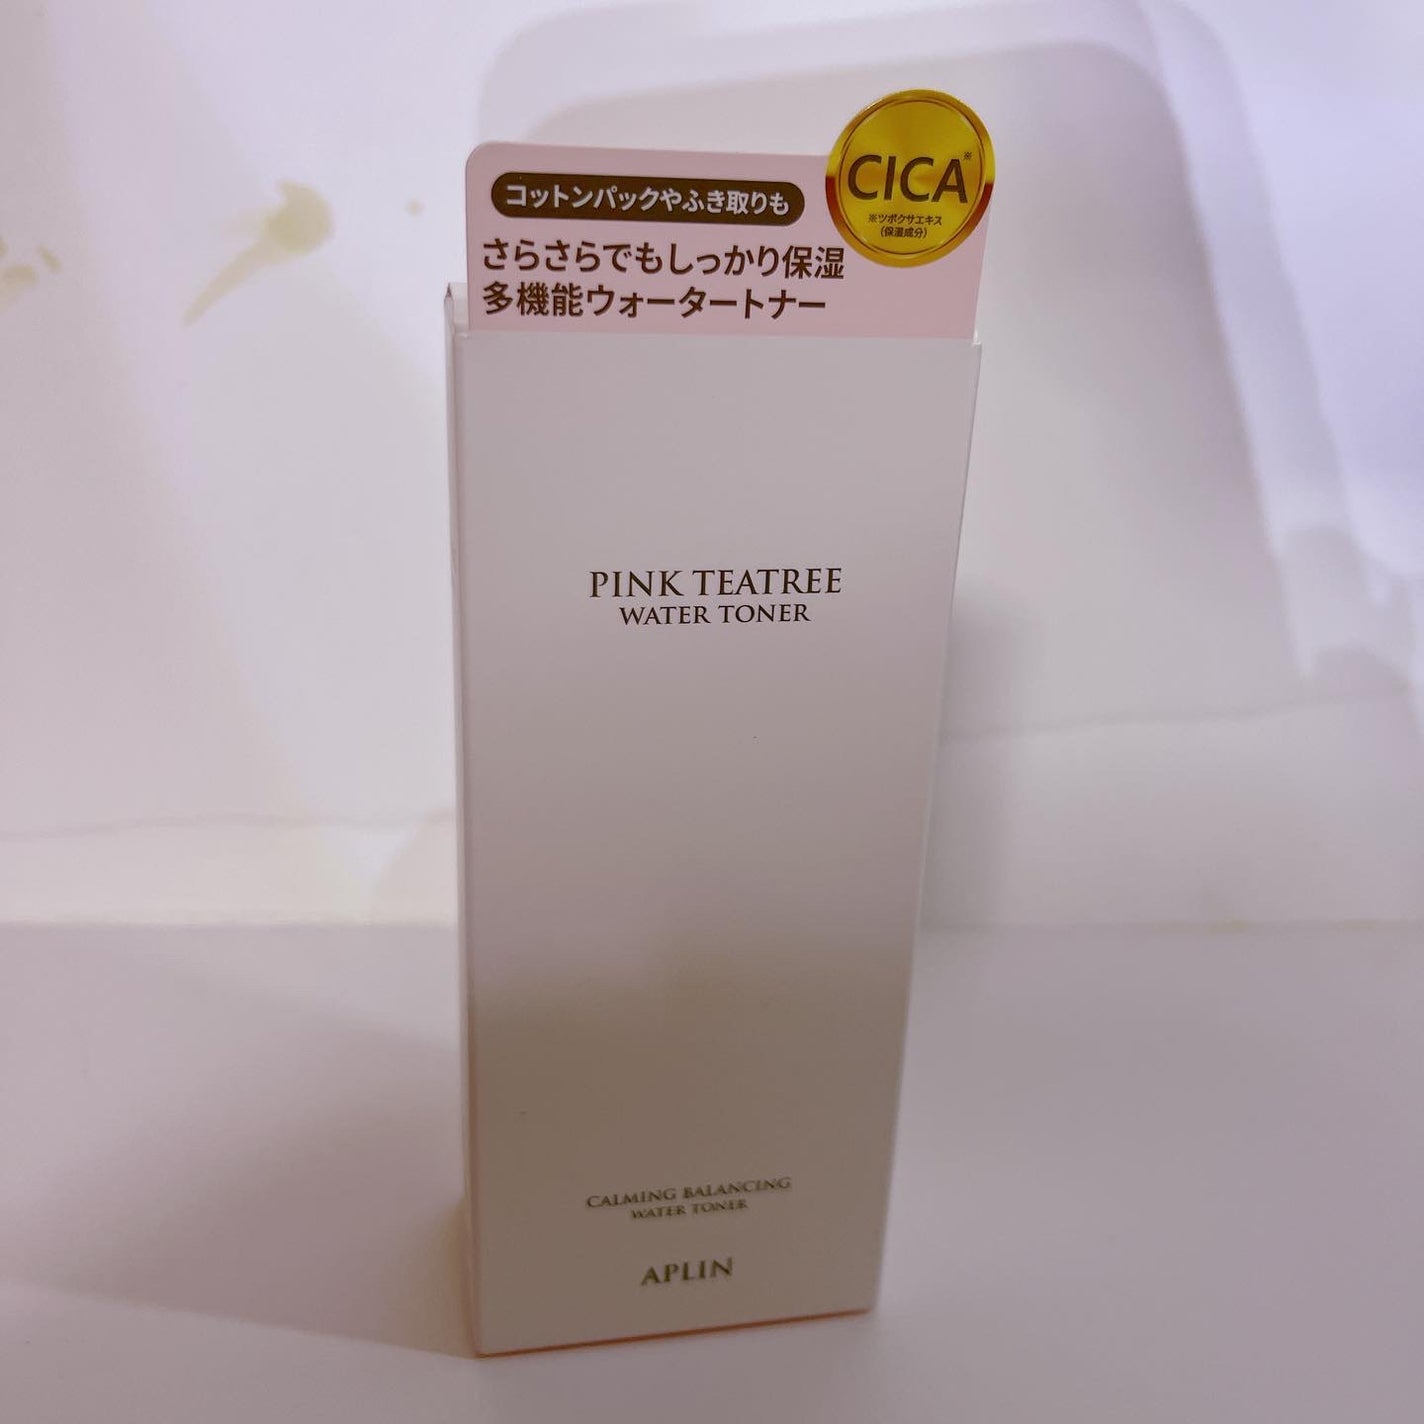 コットンパックやふき取りも
さらさらでもしっかり保湿
多機能ウォータートナー
CICA※
※ツボクサエキス
(保湿成分)
PINK TEATREE
WATER TONER
CALMING BALANCING
WATER TONER
APLIN